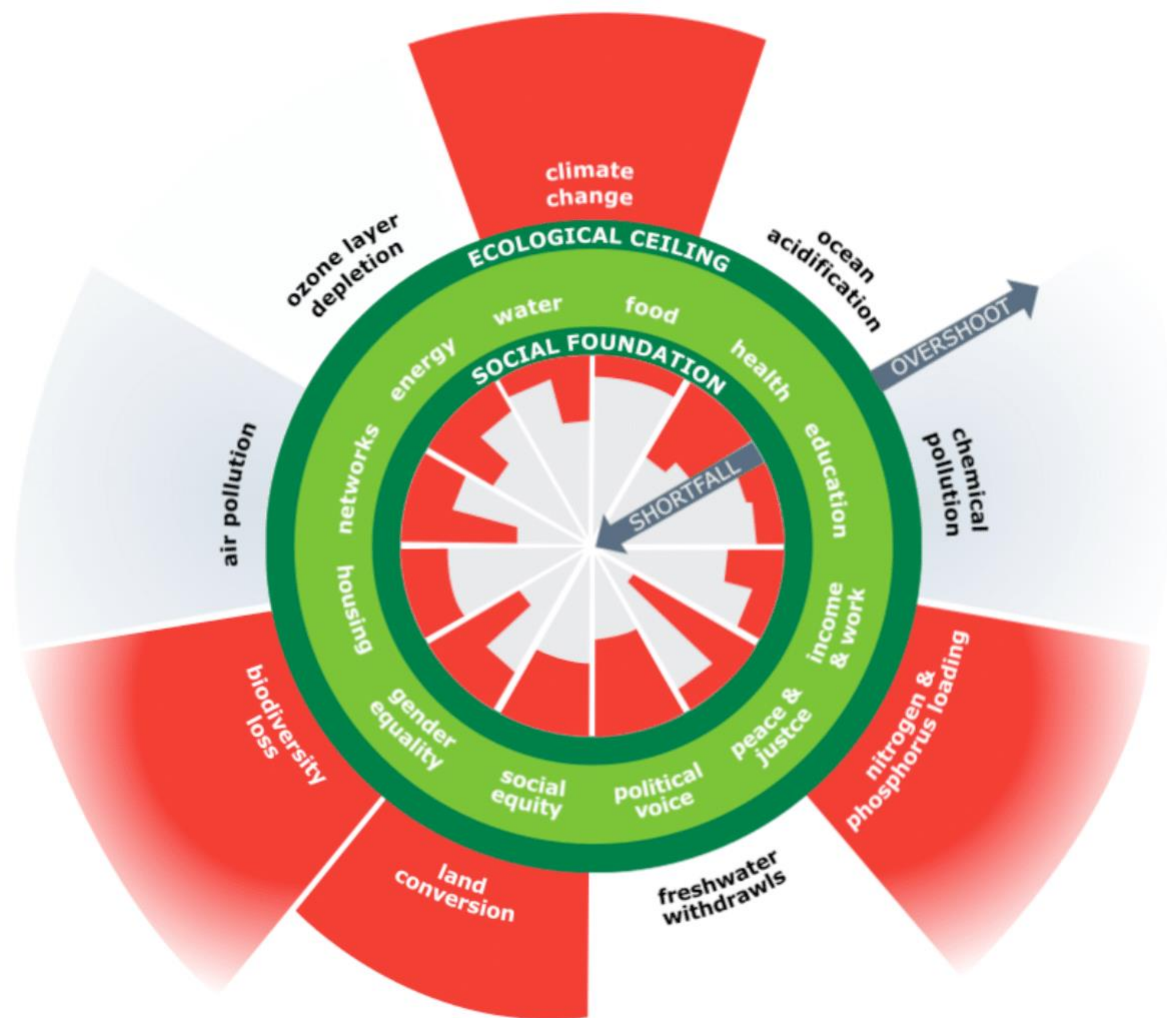 climate
change
ECOLOGICAL CEILING
ozone layer
depletion
ocean
acidification
OVERSHOOT
water
food
energy
health
SOCIAL FOUNDATION
networks
education
SHORTFALL
air pollution
chemical
pollution
housing
income
& work
biodiversity
loss
gender
equality
peace &
justce
nitrogen &
phosphorus loading
social
equity
political
voice
land
conversion
freshwater
withdrawls